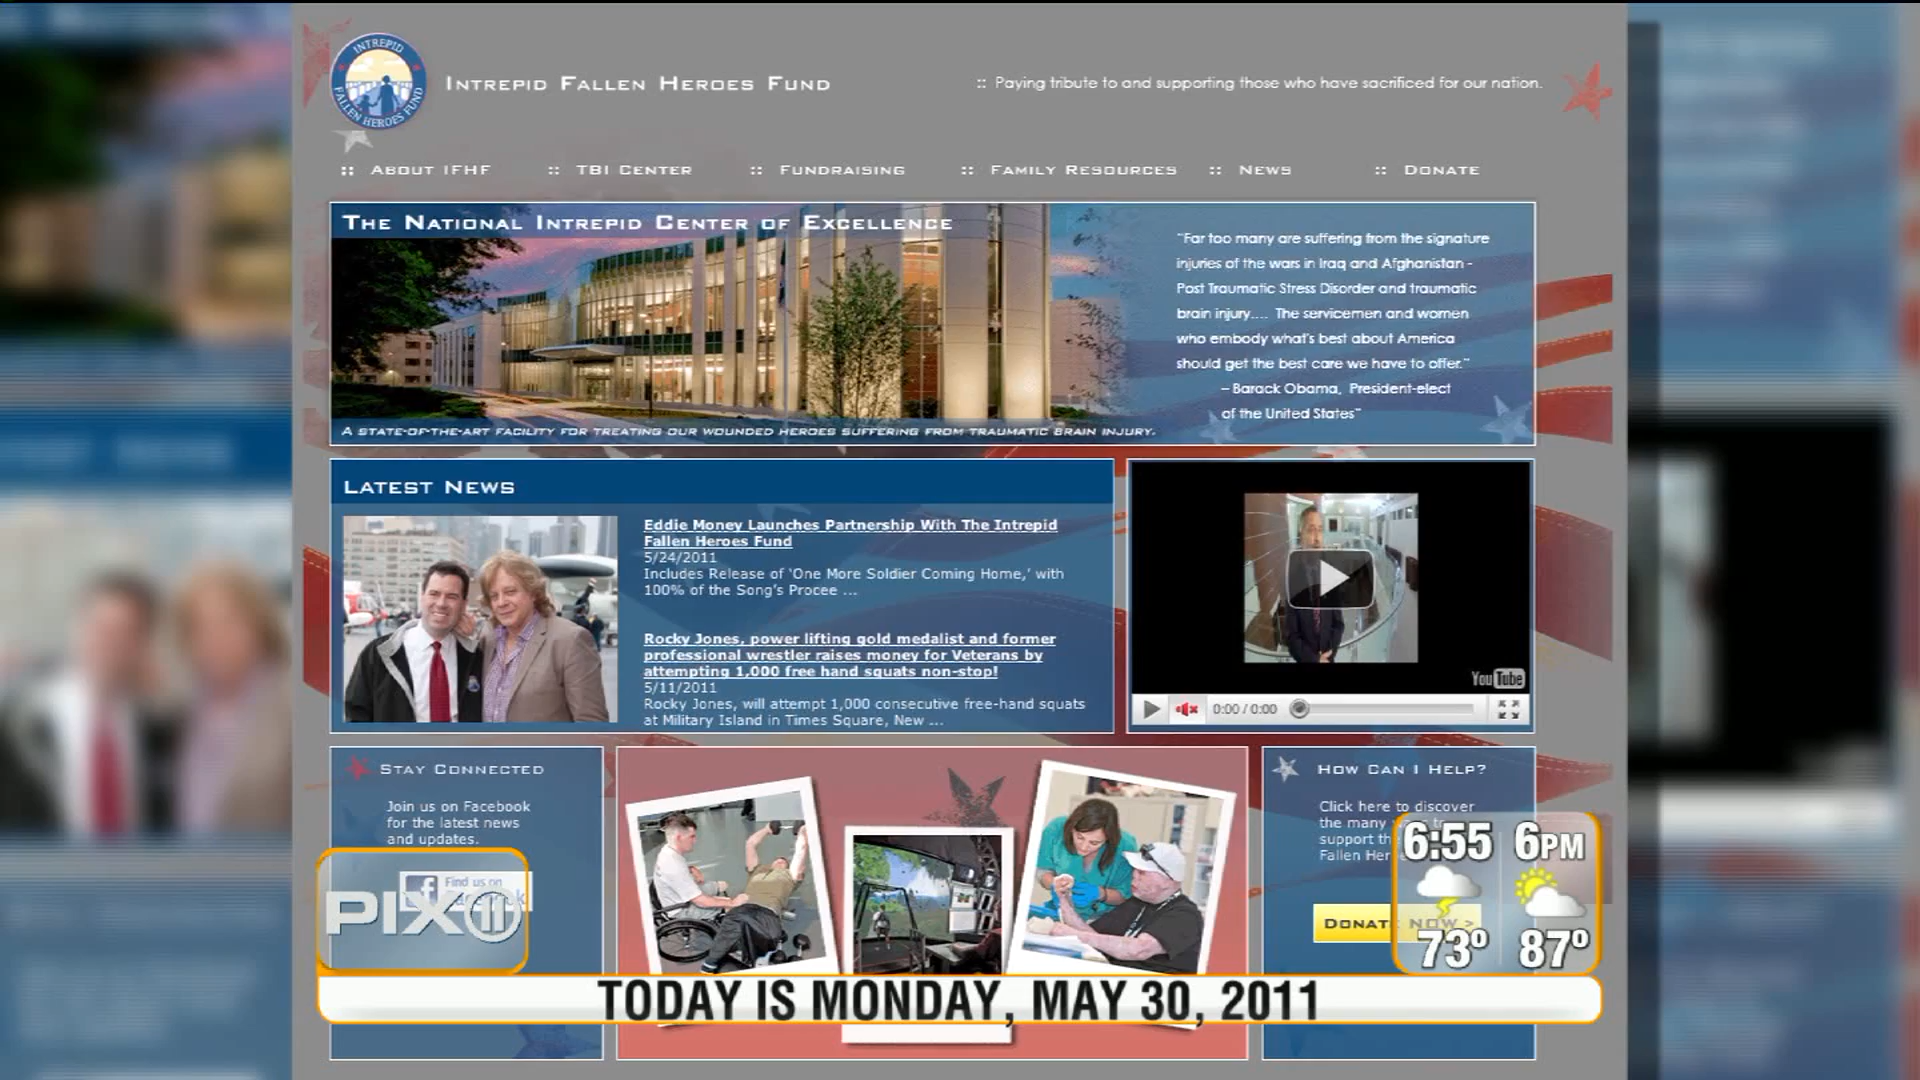 INTREPID
FALLEN HEROES FUND
INTREPID FALLEN HEROES FUND
:: Paying tribute to and supporting those who have sacrificed for our nation.
:: ABOUT IFHF :: TBI CENTER :: FUNDRAISING :: FAMILY RESOURCES :: NEWS :: DONATE
THE NATIONAL INTREPID CENTER OF EXCELLENCE
"Far too many are suffering from the signature
injuries of the wars in Iraq and Afghanistan -
Post Traumatic Stress Disorder and traumatic
brain injury.... The servicemen and women
who embody what's best about America
should get the best care we have to offer."
– Barack Obama, President-elect
of the United States"
A STATE-OF-THE-ART FACILITY FOR TREATING OUR WOUNDED HEROES SUFFERING FROM TRAUMATIC BRAIN INJURY.
LATEST NEWS
Eddie Money Launches Partnership With The Intrepid
Fallen Heroes Fund
5/24/2011
Includes Release of 'One More Soldier Coming Home,' with
100% of the Song's Procee ...
Rocky Jones, power lifting gold medalist and former
professional wrestler raises money for Veterans by
attempting 1,000 free hand squats non-stop!
5/11/2011
Rocky Jones, will attempt 1,000 consecutive free-hand squats
at Military Island in Times Square, New ...
YouTube
0:00 / 0:00
STAY CONNECTED
Join us on Facebook
for the latest news
and updates.
Find us on
HOW CAN I HELP?
Click here to discover
the many
support th
Fallen Her
DONATE NOW >
PIX 11
6:55 6PM
73º 87º
TODAY IS MONDAY, MAY 30, 2011